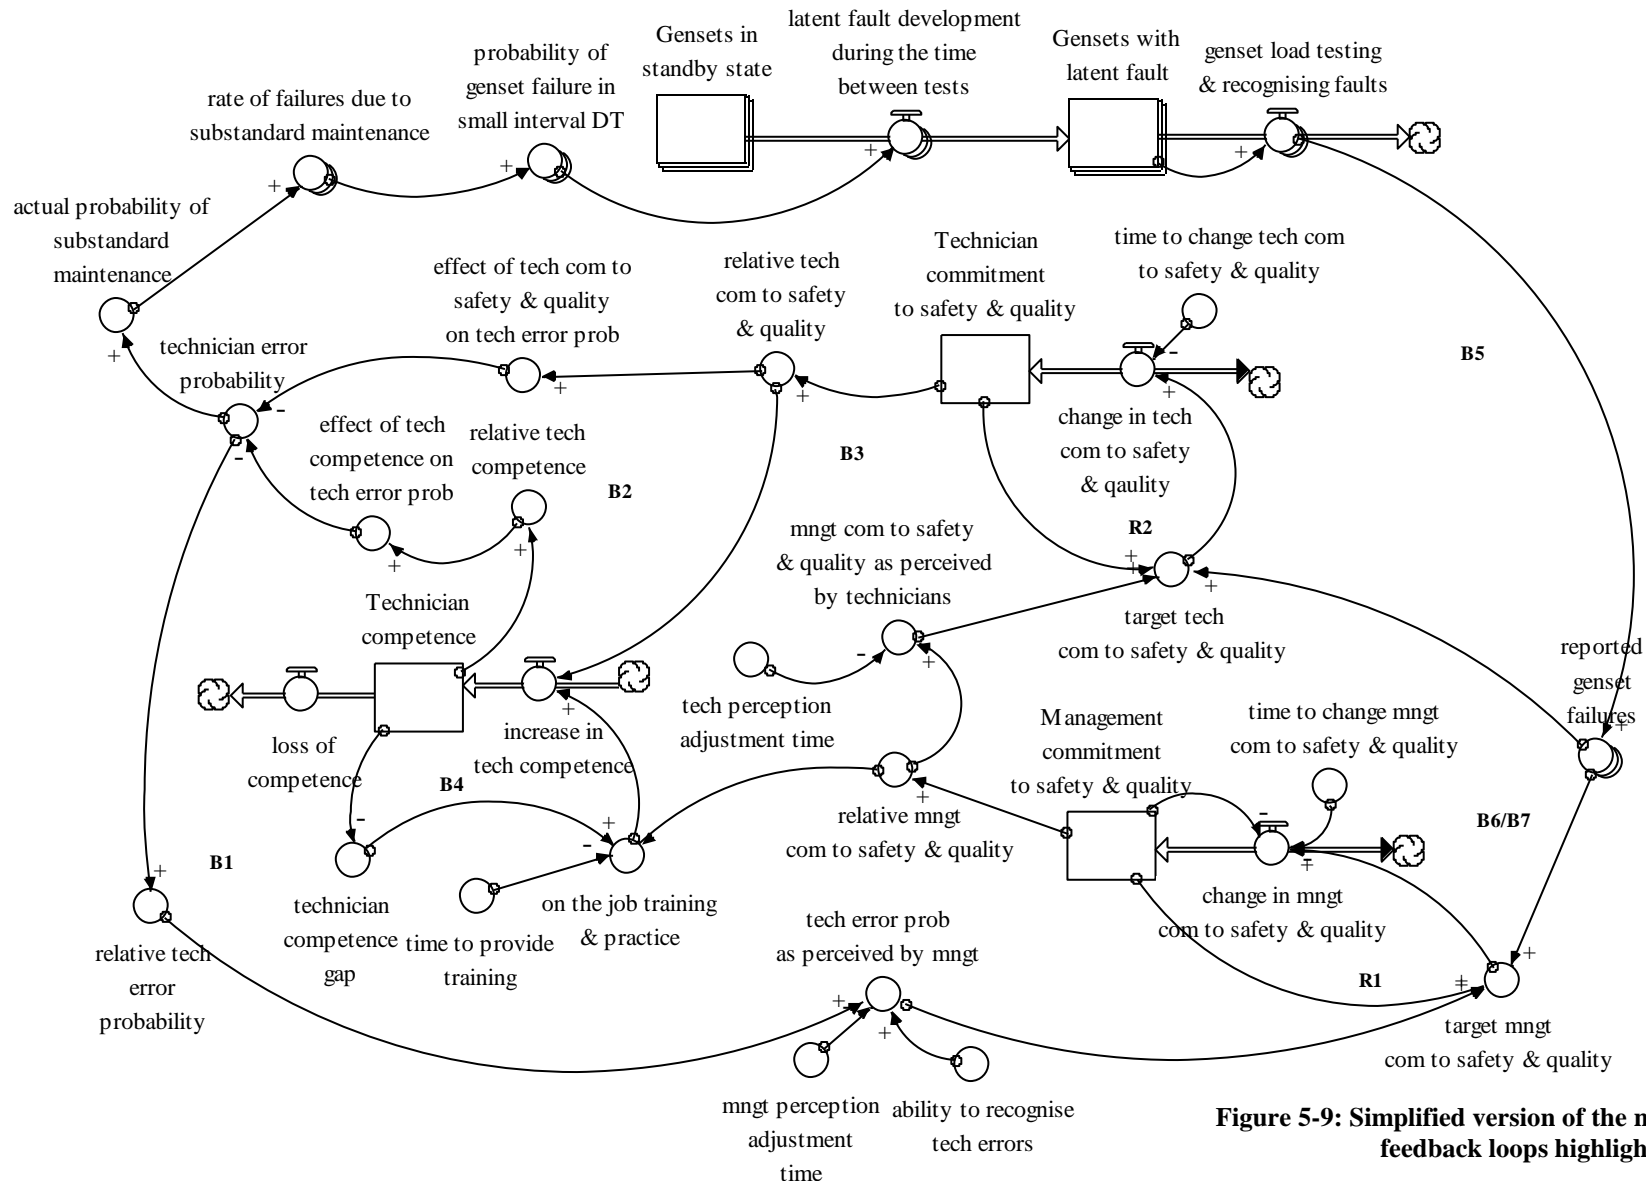 latent fault development
during the time
between tests
Gensets in
standby state
Gensets with
latent fault
genset load testing
& recognising faults
probability of
genset failure in
small interval DT
rate of failures due to
substandard maintenance
+
+
+
+
actual probability of
substandard
maintenance
effect of tech com to
safety & quality
on tech error prob
relative tech
com to safety
& quality
Technician
commitment
to safety & quality
time to change tech com
to safety & quality
technician error
probability
+
-
+
+
-
+
B5
effect of tech
competence on
tech error prob
relative tech
competence
change in tech
com to safety
& qaulity
-
B2
B3
R2
+
+
mngt com to safety
& quality as perceived
by technicians
+
+
+
target tech
com to safety & quality
Technician
competence
-
+
reported
genset
failures
+
tech perception
adjustment time
loss of
competence
increase in
tech competence
+
Management
commitment
to safety & quality
time to change mngt
com to safety & quality
B4
-
+
-
+
relative mngt
com to safety & quality
-
+
-
B6/B7
B1
+
technician
competence
gap
time to provide
training
on the job training
& practice
change in mngt
com to safety & quality
tech error prob
as perceived by mngt
relative tech
error
probability
R1
+
+
+
-
+
-
+
target mngt
com to safety & quality
mngt perception
adjustment
time
ability to recognise
tech errors
Figure 5-9: Simplified version of the
feedback loops